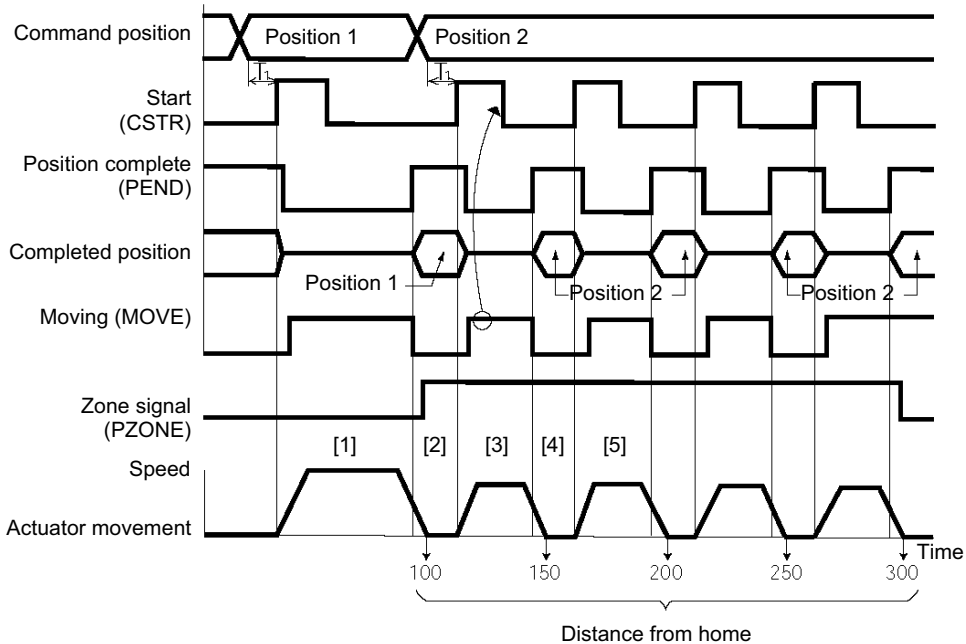 Command position
Position 1
Position 2
T1
T1
Start
(CSTR)
Position complete
(PEND)
Completed position
Position 1
Position 2
Position 2
Moving (MOVE)
Zone signal
(PZONE)
[1]
[2]
[3]
[4]
[5]
Speed
Actuator movement
Time
100
150
200
250
300
Distance from home